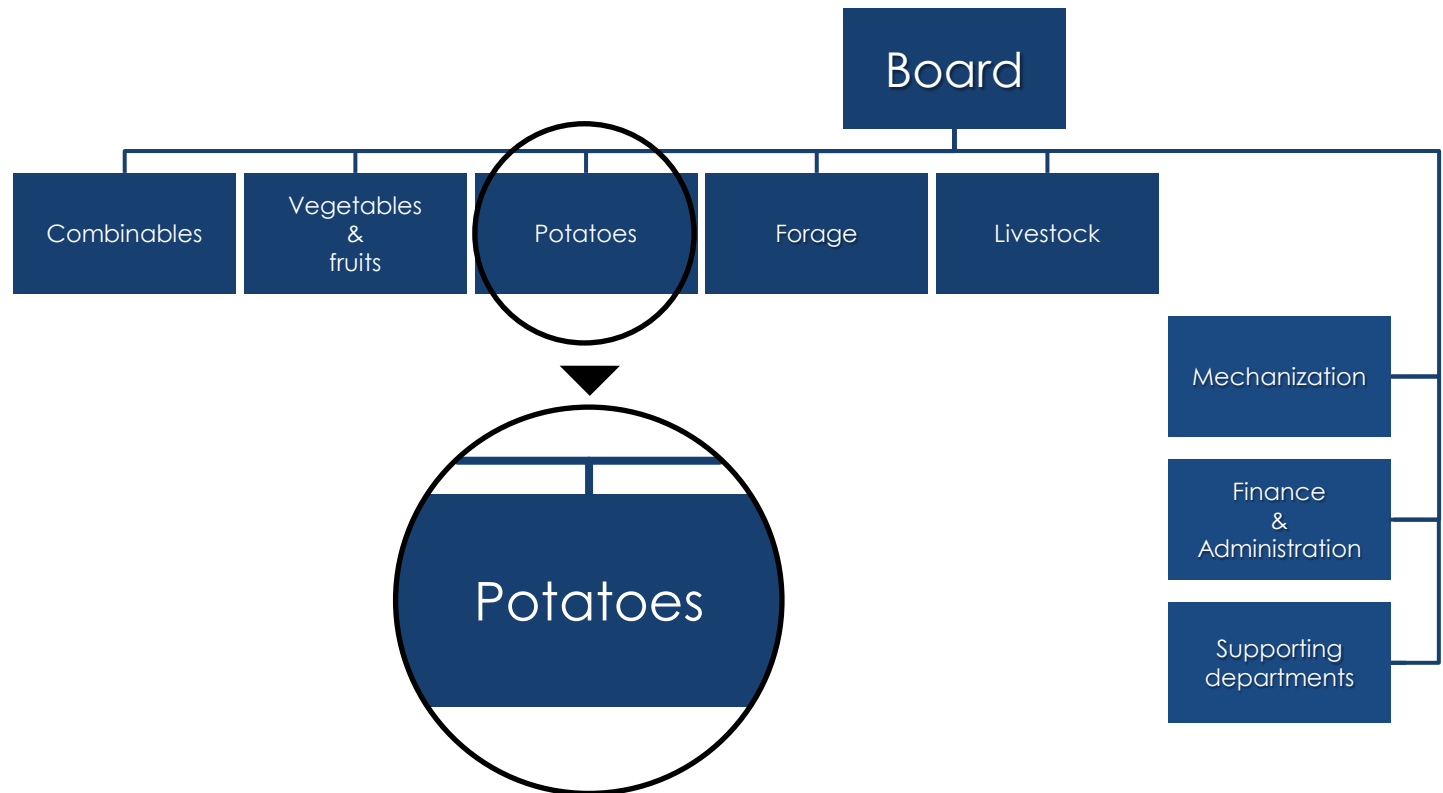 Board
Combinables
Vegetables
&
fruits
Potatoes
Forage
Livestock
Mechanization
Finance
&
Administration
Supporting
departments
Potatoes